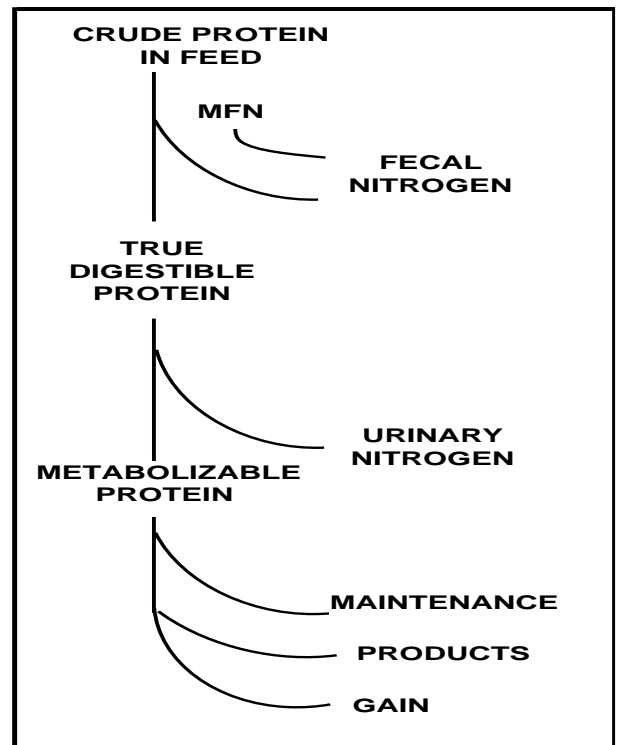 CRUDE PROTEIN
IN FEED
MFN
FECAL
NITROGEN
TRUE
DIGESTIBLE
PROTEIN
URINARY
NITROGEN
METABOLIZABLE
PROTEIN
MAINTENANCE
PRODUCTS
GAIN